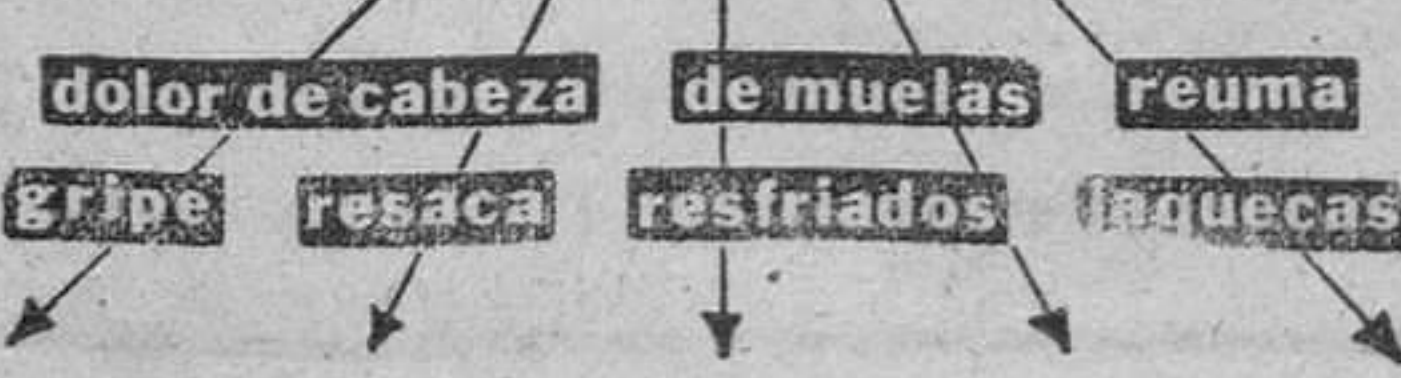 dolor de cabeza de muelas reuma
gripe resaca resfriados jaquecas